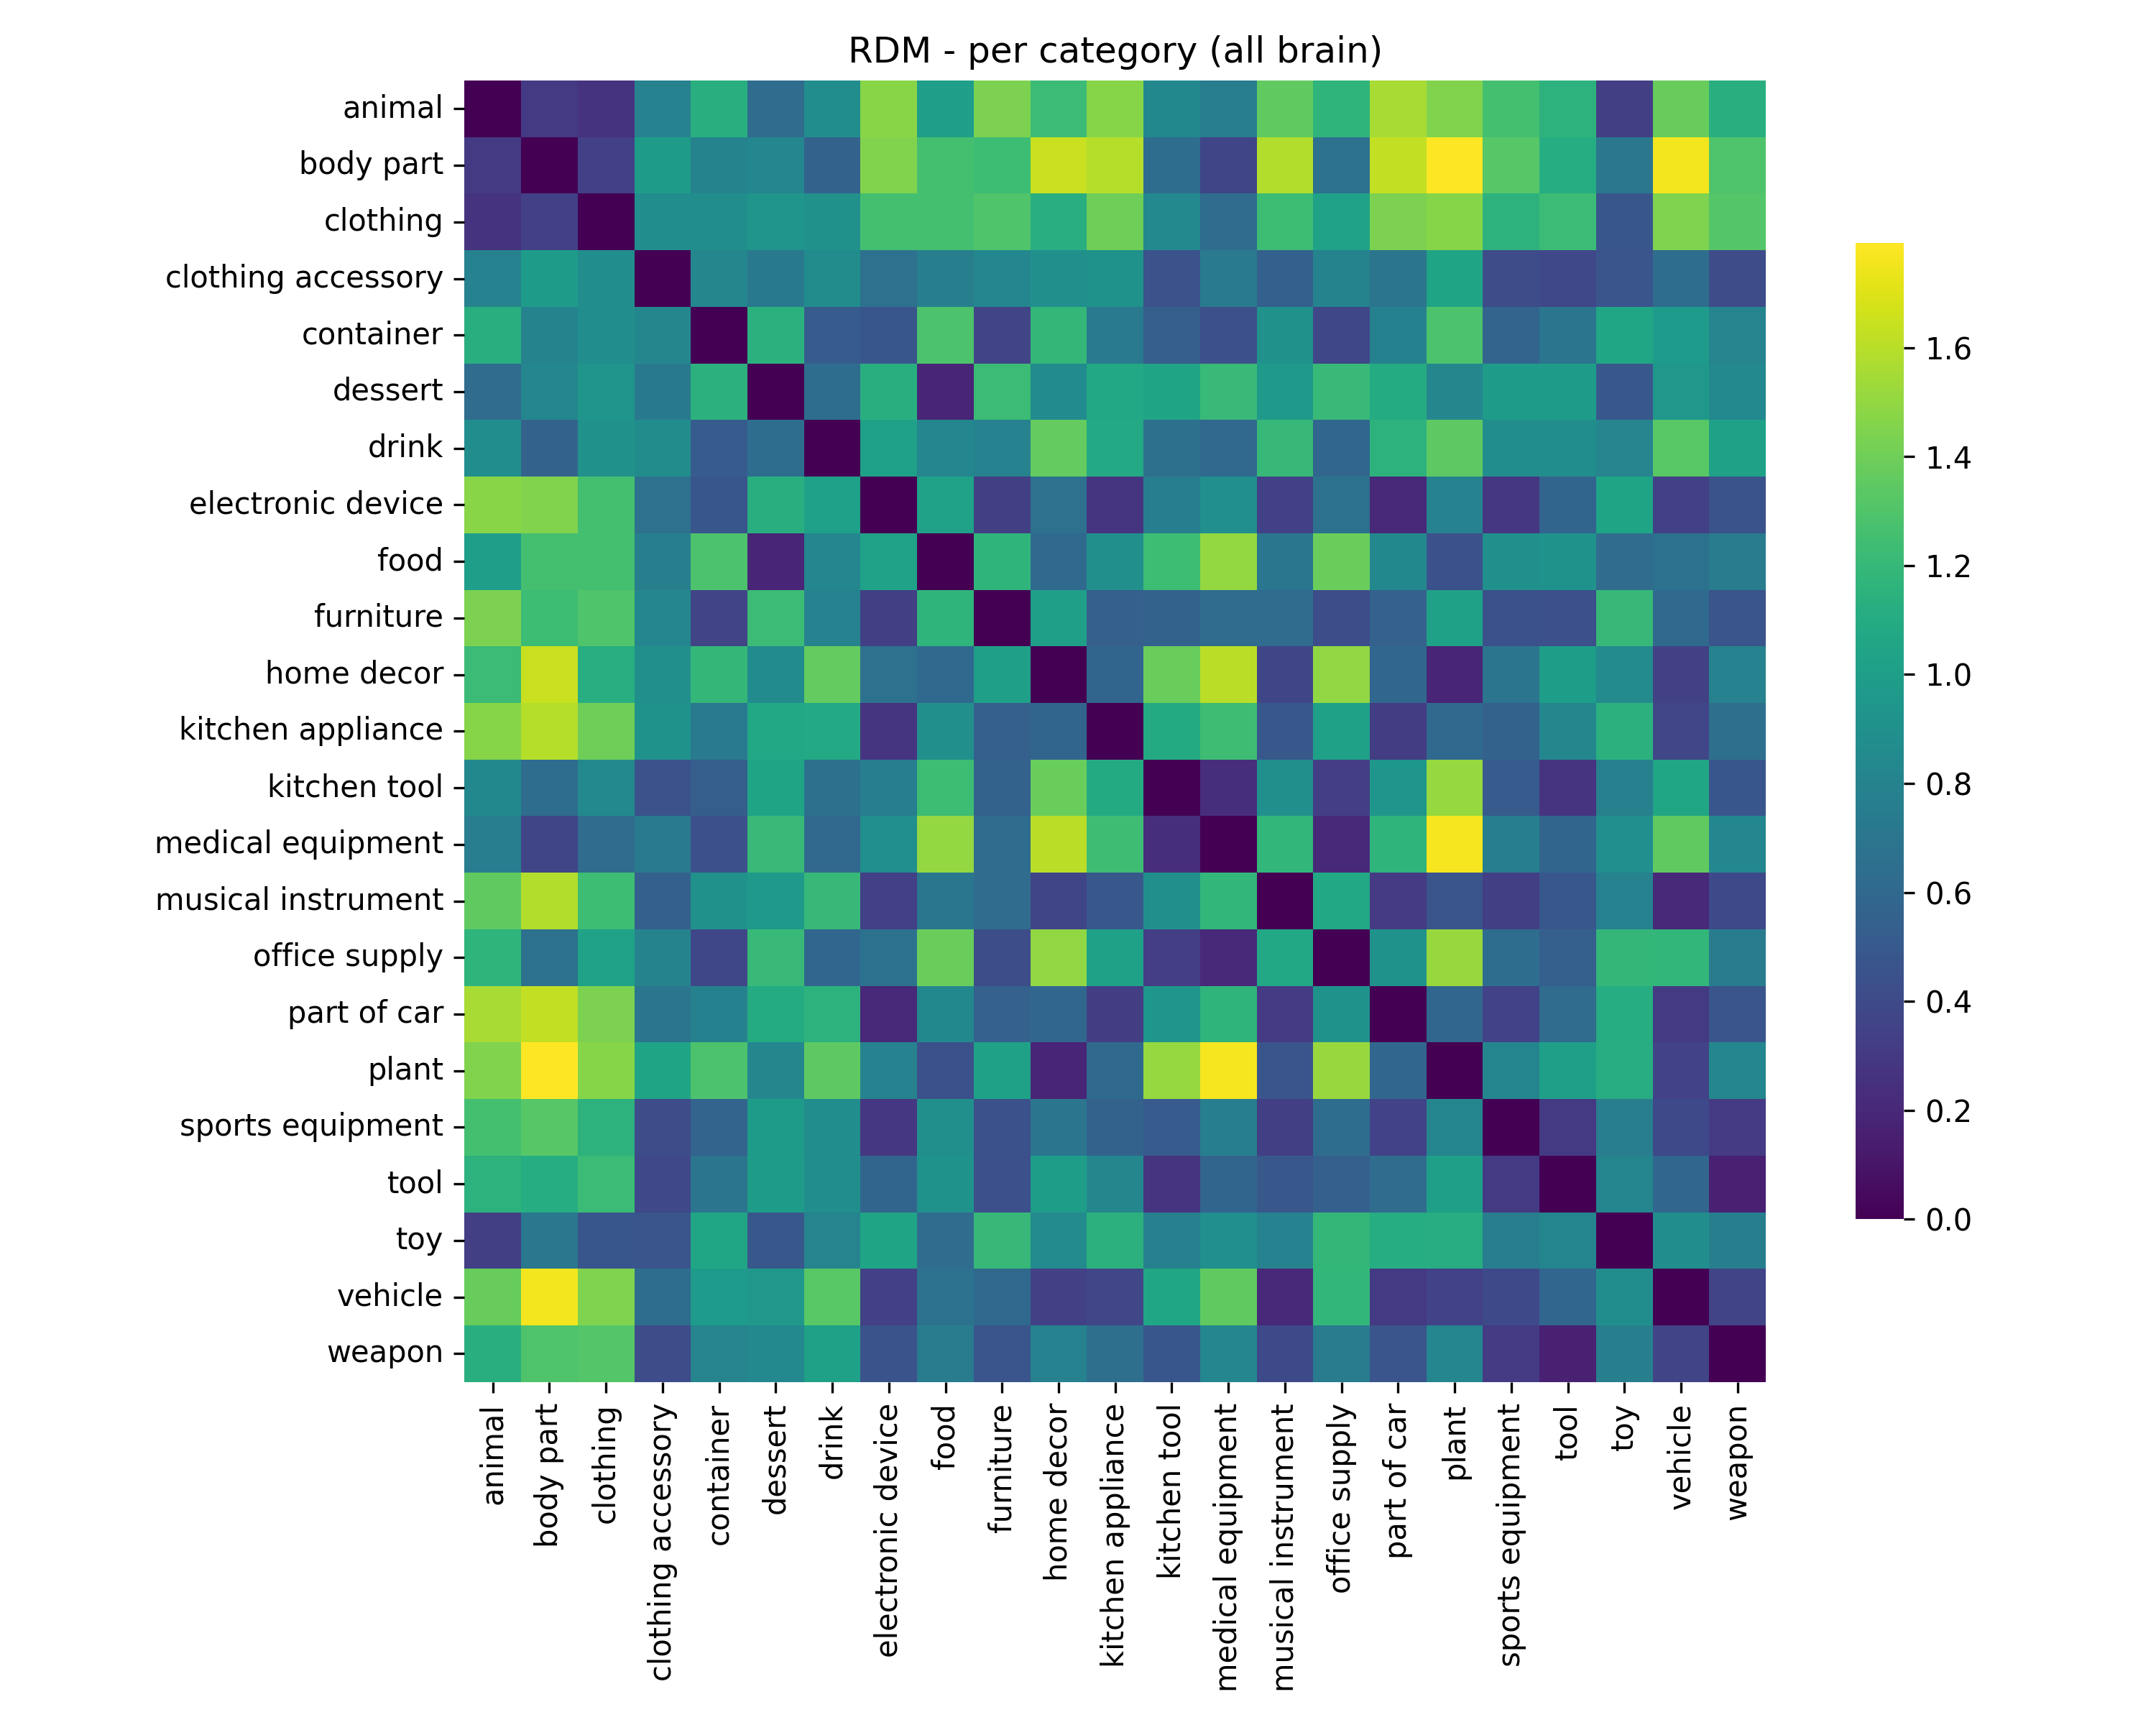 RDM - per category (all brain)
animal
body part
clothing
clothing accessory
container
dessert
drink
electronic device
food
furniture
home decor
kitchen appliance
kitchen tool
medical equipment
musical instrument
office supply
part of car
plant
sports equipment
tool
toy
vehicle
weapon
animal
body part
clothing
clothing accessory
container
dessert
drink
electronic device
food
furniture
home decor
kitchen appliance
kitchen tool
medical equipment
musical instrument
office supply
part of car
plant
sports equipment
tool
toy
vehicle
weapon
1.6
1.4
1.2
1.0
0.8
0.6
0.4
0.2
0.0